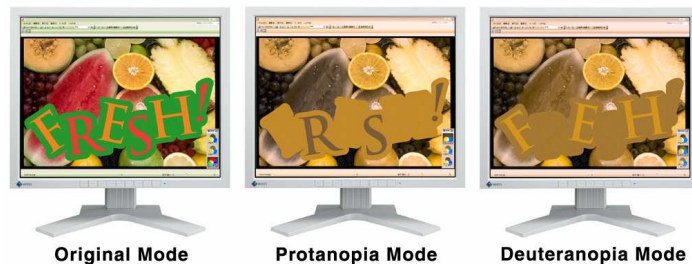 FRESH!
R S !
F E H !
Original Mode
Protanopia Mode
Deuteranopia Mode